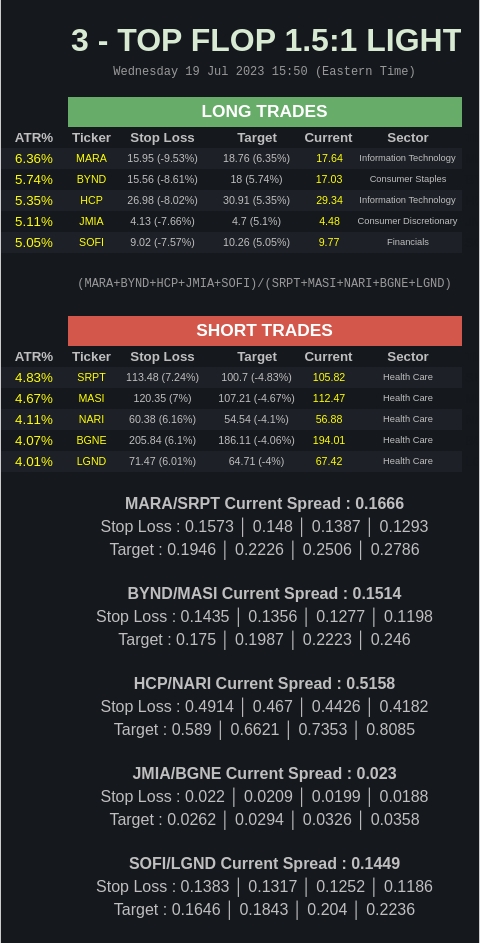 3 - TOP FLOP 1.5:1 LIGHT
Wednesday 19 Jul 2023 15:50 (Eastern Time)
LONG TRADES
ATR% Ticker Stop Loss Target Current Sector
6.36% MARA 15.95 (-9.53%) 18.76 (6.35%) 17.64 Information Technology
5.74% BYND 15.56 (-8.61%) 18 (5.74%) 17.03 Consumer Staples
5.35% HCP 26.98 (-8.02%) 30.91 (5.35%) 29.34 Information Technology
5.11% JMIA 4.13 (-7.66%) 4.7 (5.1%) 4.48 Consumer Discretionary
5.05% SOFI 9.02 (-7.57%) 10.26 (5.05%) 9.77 Financials
(MARA+BYND+HCP+JMIA+SOFI)/(SRPT+MASI+NARI+BGNE+LGND)
SHORT TRADES
ATR% Ticker Stop Loss Target Current Sector
4.83% SRPT 113.48 (7.24%) 100.7 (-4.83%) 105.82 Health Care
4.67% MASI 120.35 (7%) 107.21 (-4.67%) 112.47 Health Care
4.11% NARI 60.38 (6.16%) 54.54 (-4.1%) 56.88 Health Care
4.07% BGNE 205.84 (6.1%) 186.11 (-4.06%) 194.01 Health Care
4.01% LGND 71.47 (6.01%) 64.71 (-4%) 67.42 Health Care
MARA/SRPT Current Spread : 0.1666
Stop Loss : 0.1573 │ 0.148 │ 0.1387 │ 0.1293
Target : 0.1946 │ 0.2226 │ 0.2506 │ 0.2786
BYND/MASI Current Spread : 0.1514
Stop Loss : 0.1435 │ 0.1356 │ 0.1277 │ 0.1198
Target : 0.175 │ 0.1987 │ 0.2223 │ 0.246
HCP/NARI Current Spread : 0.5158
Stop Loss : 0.4914 │ 0.467 │ 0.4426 │ 0.4182
Target : 0.589 │ 0.6621 │ 0.7353 │ 0.8085
JMIA/BGNE Current Spread : 0.023
Stop Loss : 0.022 │ 0.0209 │ 0.0199 │ 0.0188
Target : 0.0262 │ 0.0294 │ 0.0326 │ 0.0358
SOFI/LGND Current Spread : 0.1449
Stop Loss : 0.1383 │ 0.1317 │ 0.1252 │ 0.1186
Target : 0.1646 │ 0.1843 │ 0.204 │ 0.2236